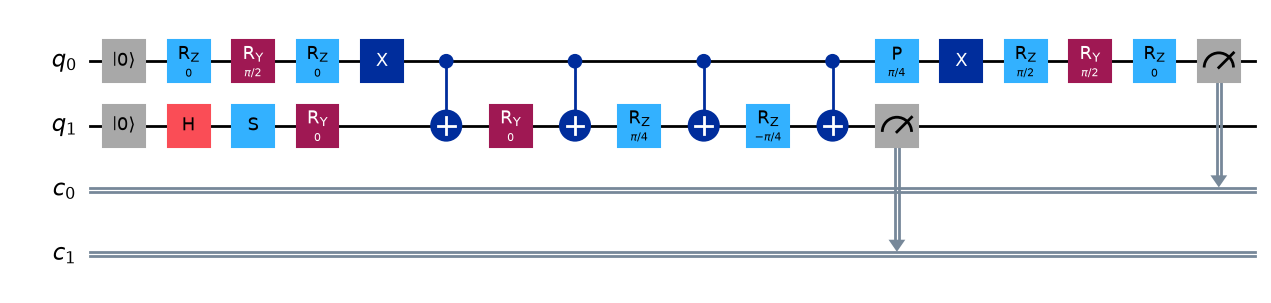 q0 |0⟩ RZ 0 RY π/2 RZ 0 X P π/4 X RZ π/2 RY π/2 RZ 0
q1 |0⟩ H S RY 0 RY 0 RZ π/4 RZ −π/4
c0
c1